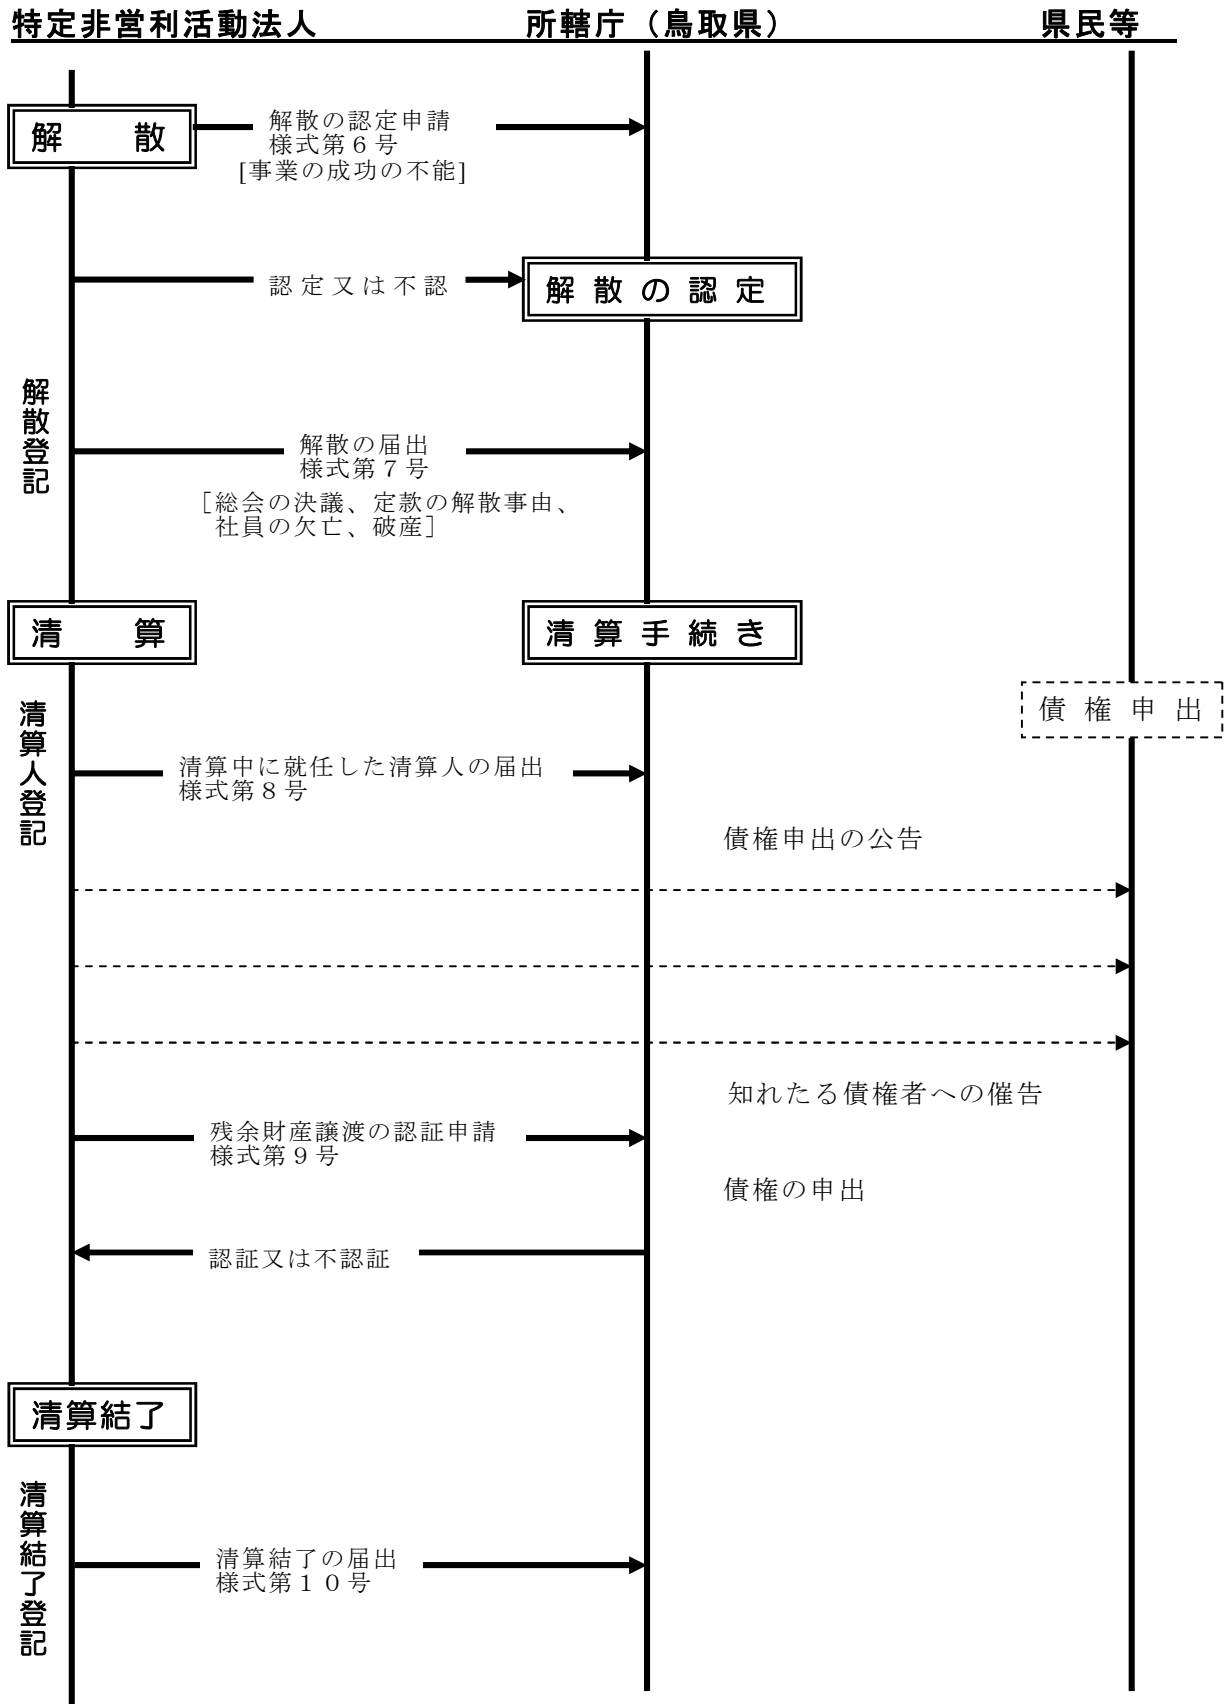 特定非営利活動法人
所轄庁（鳥取県）
県民等
解　散
解散の認定申請
様式第６号
[事業の成功の不能]
認定又は不認
解散の認定
解散登記
解散の届出
様式第７号
［総会の決議、定款の解散事由、
社員の欠亡、破産］
清　算
清算手続き
債権申出
清算人登記
清算中に就任した清算人の届出
様式第８号
債権申出の公告
知れたる債権者への催告
残余財産譲渡の認証申請
様式第９号
債権の申出
認証又は不認証
清算結了
清算結了登記
清算結了の届出
様式第１０号